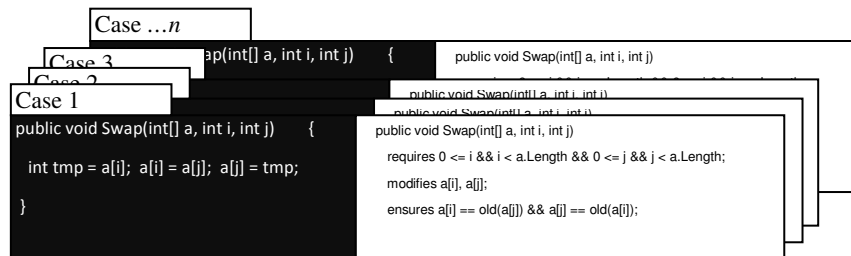 Case …n
ap(int[] a, int i, int j) {
public void Swap(int[] a, int i, int j)
Case 3
Case 2
Case 1
public void Swap(int[] a, int i, int j) {
int tmp = a[i]; a[i] = a[j]; a[j] = tmp;
}
public void Swap(int[] a, int i, int j)
requires 0 <= i && i < a.Length && 0 <= j && j < a.Length;
modifies a[i], a[j];
ensures a[i] == old(a[j]) && a[j] == old(a[i]);